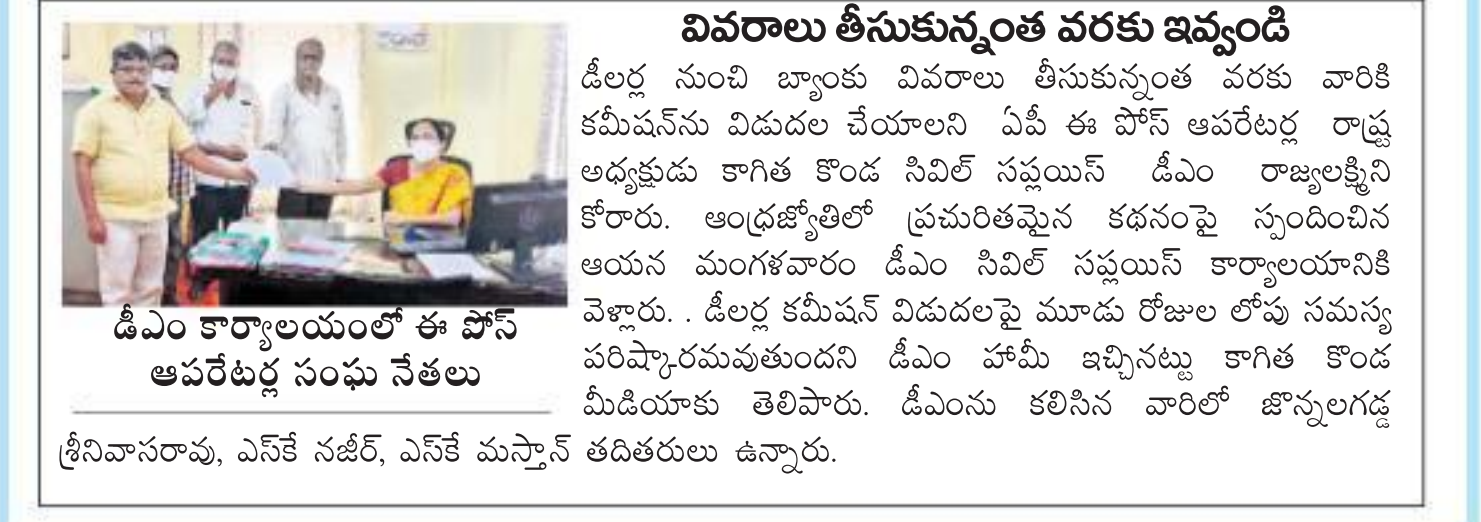 వివరాలు తీసుకున్నంత వరకు ఇవ్వండి
డీలర్ల నుంచి బ్యాంకు వివరాలు తీసుకున్నంత వరకు వారికి
కమీషన్‌ను విడుదల చేయాలని ఏపీ ఈ పోస్ ఆపరేటర్ల రాష్ట్ర
అధ్యక్షుడు కాగిత కొండ సివిల్ సప్లయిస్ డీఎం రాజ్యలక్ష్మిని
కోరారు. ఆంధ్రజ్యోతిలో ప్రచురితమైన కథనంపై స్పందించిన
ఆయన మంగళవారం డీఎం సివిల్ సప్లయిస్ కార్యాలయానికి
వెళ్లారు. . డీలర్ల కమీషన్ విడుదలపై మూడు రోజుల లోపు సమస్య
పరిష్కారమవుతుందని డీఎం హామీ ఇచ్చినట్టు కాగిత కొండ
మీడియాకు తెలిపారు. డీఎంను కలిసిన వారిలో జొన్నలగడ్డ
శ్రీనివాసరావు, ఎస్‌కే నజీర్, ఎస్‌కే మస్తాన్ తదితరులు ఉన్నారు.
డీఎం కార్యాలయంలో ఈ పోస్
ఆపరేటర్ల సంఘ నేతలు